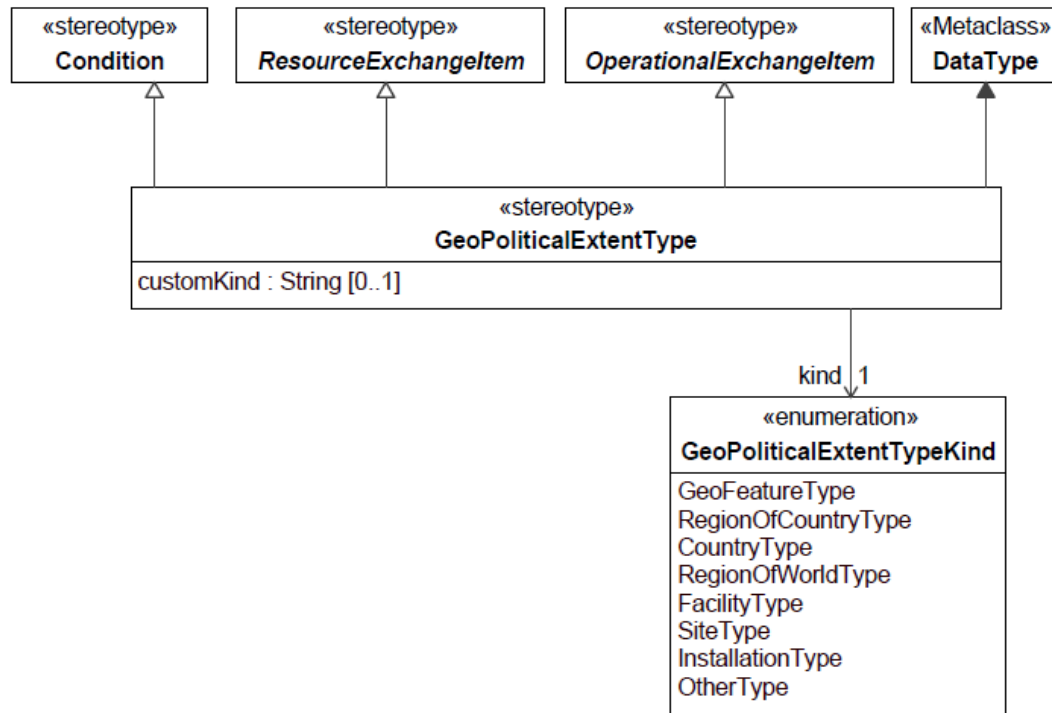 «stereotype»
Condition
«stereotype»
ResourceExchangeItem
«stereotype»
OperationalExchangeItem
«Metaclass»
DataType
«stereotype»
GeoPoliticalExtentType
customKind : String [0..1]
kind 1
«enumeration»
GeoPoliticalExtentTypeKind
GeoFeatureType
RegionOfCountryType
CountryType
RegionOfWorldType
FacilityType
SiteType
InstallationType
OtherType